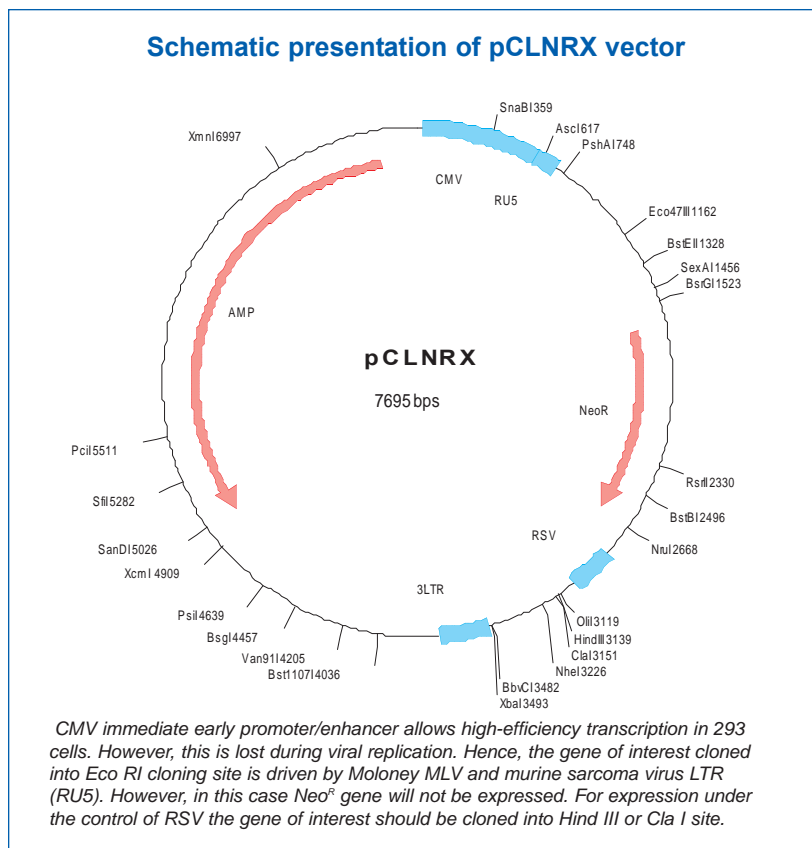 Schematic presentation of pCLNRX vector
SnaBI359
AscI617
PshAI748
XmnI6997
CMV
RU5
Eco47III1162
BstEII1328
SexAI1456
BsrGI1523
AMP
pCLNRX
7695 bps
NeoR
PciI5511
SfiI5282
SanDI5026
XcmI 4909
PsiI4639
BsgI4457
Van91I4205
Bst1107I4036
RsrII2330
BstBI2496
NruI2668
RSV
3LTR
OliI3119
HindIII3139
ClaI3151
NheI3226
BbvCI3482
XbaI3493
CMV immediate early promoter/enhancer allows high-efficiency transcription in 293
cells. However, this is lost during viral replication. Hence, the gene of interest cloned
into Eco RI cloning site is driven by Moloney MLV and murine sarcoma virus LTR
(RU5). However, in this case Neoᴿ gene will not be expressed. For expression under
the control of RSV the gene of interest should be cloned into Hind III or Cla I site.